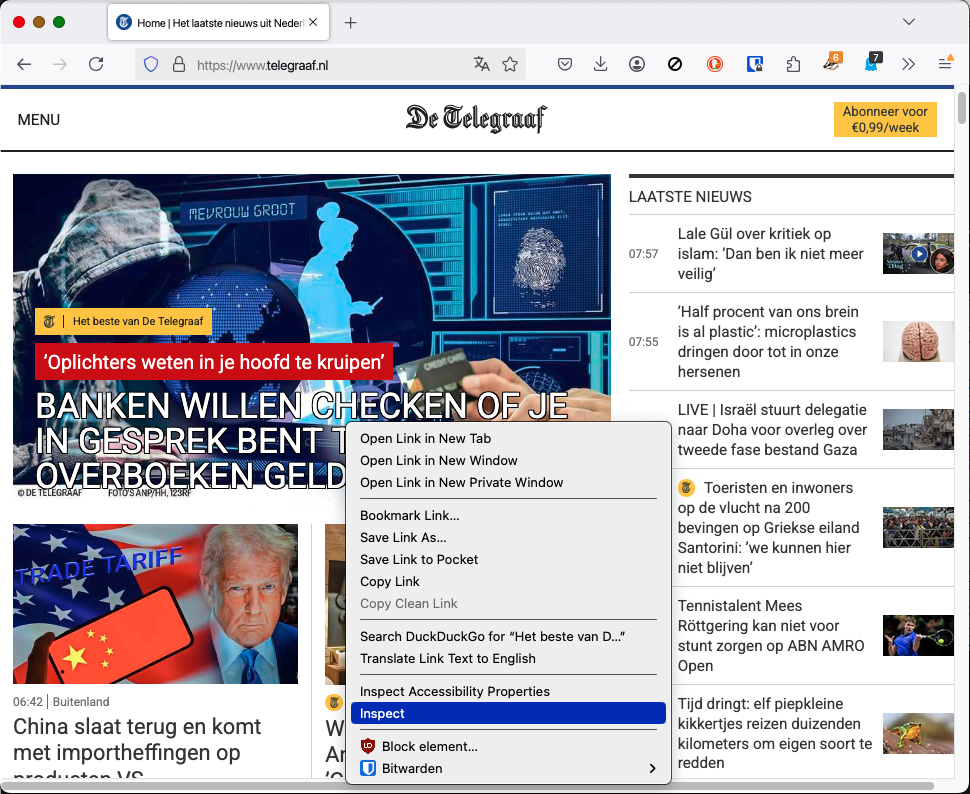 Home | Het laatste nieuws uit Neder
https://www.telegraaf.nl
6
7
MENU
De Telegraaf
Abonneer voor
€0,99/week
MEVROUW GROOT
Het beste van De Telegraaf
‘Oplichters weten in je hoofd te kruipen’
BANKEN WILLEN CHECKEN OF JE
IN GESPREK BENT T
OVERBOEKEN GELD
CREDIT CARD
© DE TELEGRAAF
FOTO'S ANP/HH, 123RF
LAATSTE NIEUWS
07:57
Lale Gül over kritiek op
islam: ‘Dan ben ik niet meer
veilig’
07:55
‘Half procent van ons brein
is al plastic’: microplastics
dringen door tot in onze
hersenen
LIVE | Israël stuurt delegatie
naar Doha voor overleg over
tweede fase bestand Gaza
Toeristen en inwoners
op de vlucht na 200
bevingen op Griekse eiland
Santorini: ‘we kunnen hier
niet blijven’
Tennistalent Mees
Röttgering kan niet voor
stunt zorgen op ABN AMRO
Open
Tijd dringt: elf piepkleine
kikkertjes reizen duizenden
kilometers om eigen soort te
redden
TRADE TARIFF
06:42 | Buitenland
China slaat terug en komt
met importheffingen op
producten VS
W
Ar
‘C
Open Link in New Tab
Open Link in New Window
Open Link in New Private Window
Bookmark Link...
Save Link As...
Save Link to Pocket
Copy Link
Copy Clean Link
Search DuckDuckGo for “Het beste van D...”
Translate Link Text to English
Inspect Accessibility Properties
Inspect
Block element...
Bitwarden